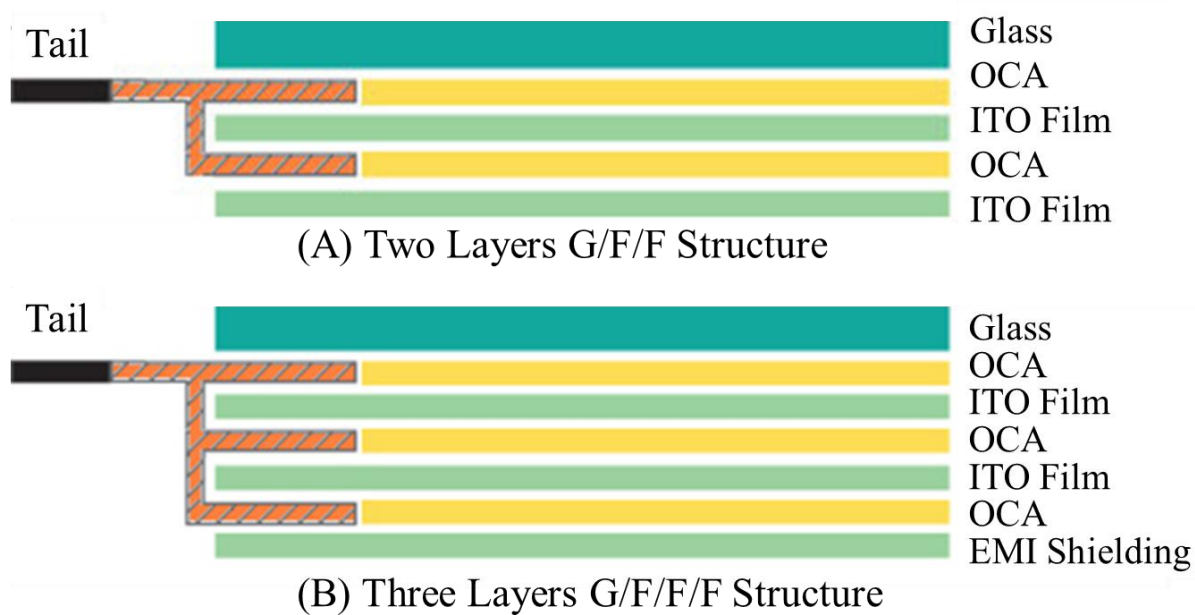 Tail
Glass
OCA
ITO Film
OCA
ITO Film
(A) Two Layers G/F/F Structure
Tail
Glass
OCA
ITO Film
OCA
ITO Film
OCA
EMI Shielding
(B) Three Layers G/F/F/F Structure